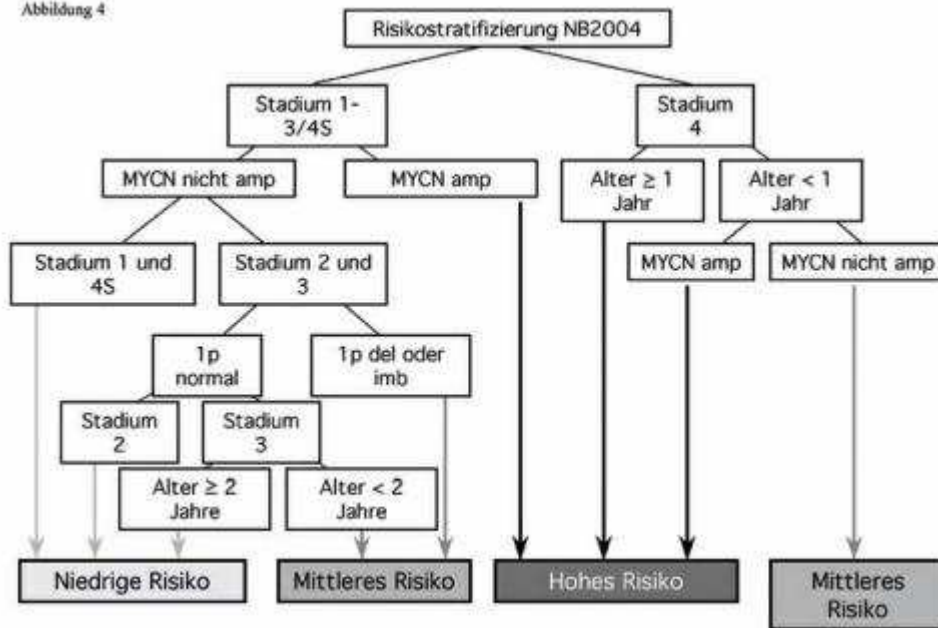 Abbildung 4
Risikostratifizierung NB2004
Stadium 1-
3/4S
Stadium
4
MYCN nicht amp
MYCN amp
Alter ≥ 1
Jahr
Alter < 1
Jahr
Stadium 1 und
4S
Stadium 2 und
3
MYCN amp
MYCN nicht amp
1p
normal
1p del oder
imb
Stadium
2
Stadium
3
Alter ≥ 2
Jahre
Alter < 2
Jahre
Niedrige Risiko
Mittleres Risiko
Hohes Risiko
Mittleres
Risiko